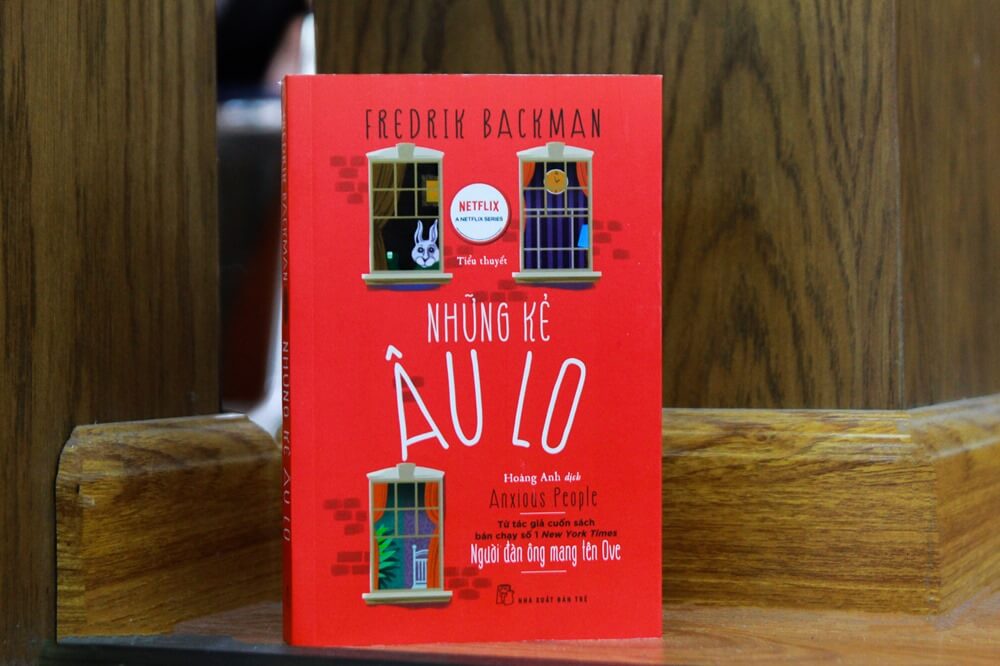 FREDRIK BACKMAN
NETFLIX
A NETFLIX SERIES
Tiểu thuyết
NHỮNG KẺ
ÂU LO
Hoàng Anh dịch
Anxious People
Từ tác giả cuốn sách
bán chạy số 1 New York Times
Người đàn ông mang tên Ove
NHÀ XUẤT BẢN TRẺ
FREDRIK BACKMAN NHỮNG KẺ ÂU LO